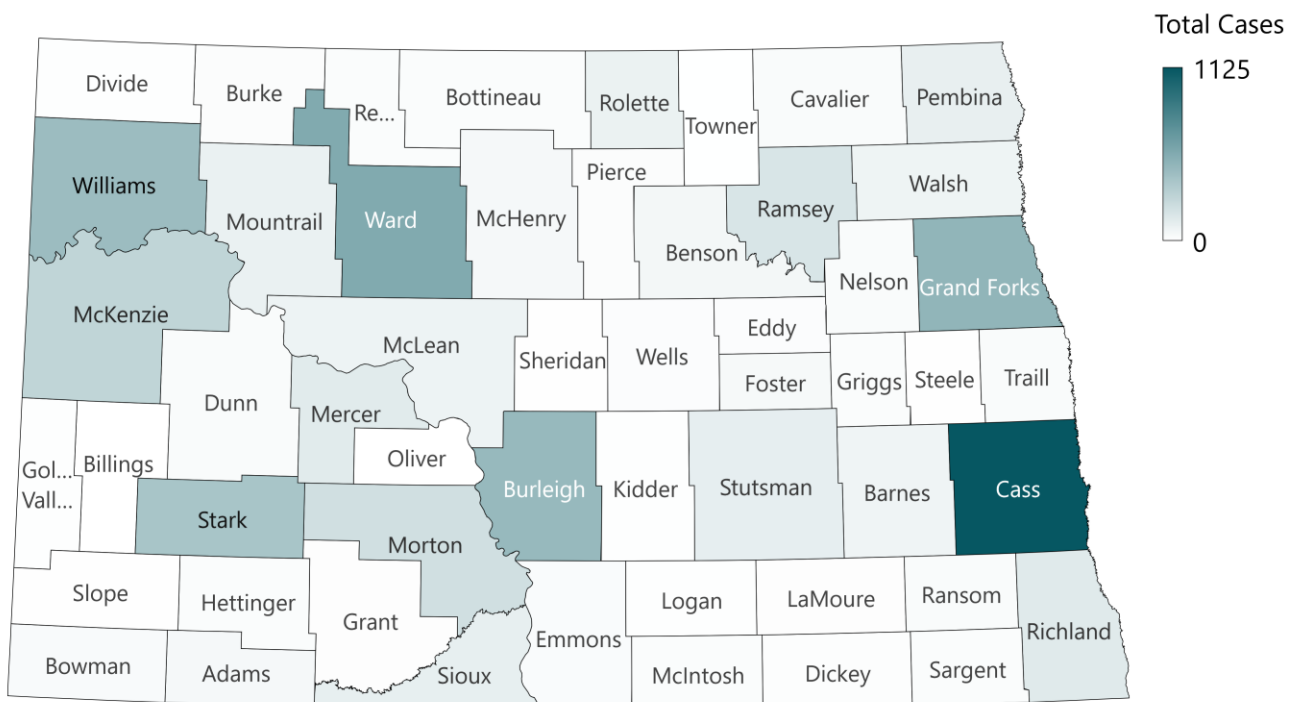 Total Cases
1125
0
Divide
Burke
Re...
Bottineau
Rolette
Towner
Cavalier
Pembina
Williams
Mountrail
Ward
McHenry
Pierce
Benson
Ramsey
Walsh
Nelson
Grand Forks
McKenzie
McLean
Sheridan
Wells
Eddy
Foster
Griggs
Steele
Traill
Dunn
Mercer
Oliver
Gol...
Vall...
Billings
Stark
Morton
Burleigh
Kidder
Stutsman
Barnes
Cass
Slope
Hettinger
Grant
Emmons
Logan
LaMoure
Ransom
Richland
Bowman
Adams
Sioux
McIntosh
Dickey
Sargent